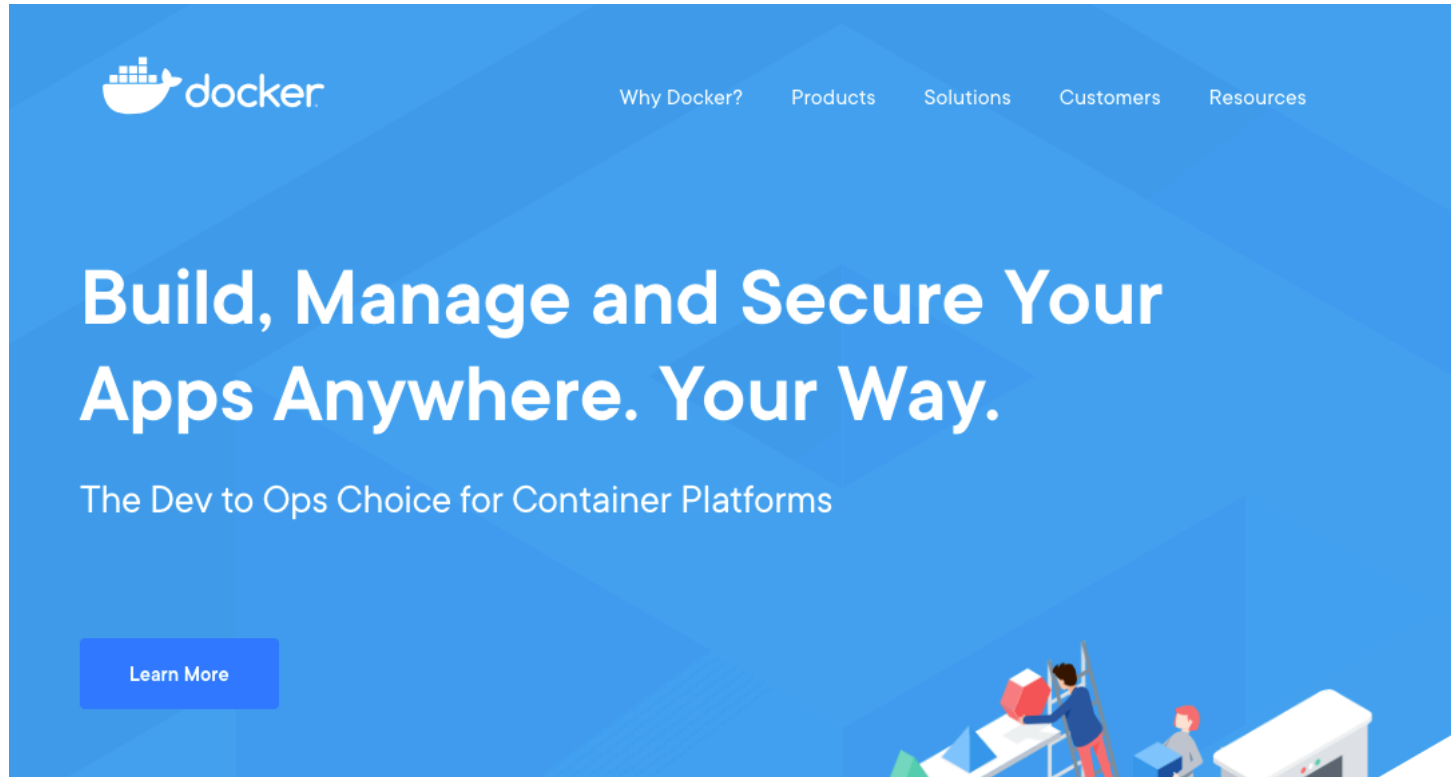 docker
Why Docker? Products Solutions Customers Resources
Build, Manage and Secure Your
Apps Anywhere. Your Way.
The Dev to Ops Choice for Container Platforms
Learn More